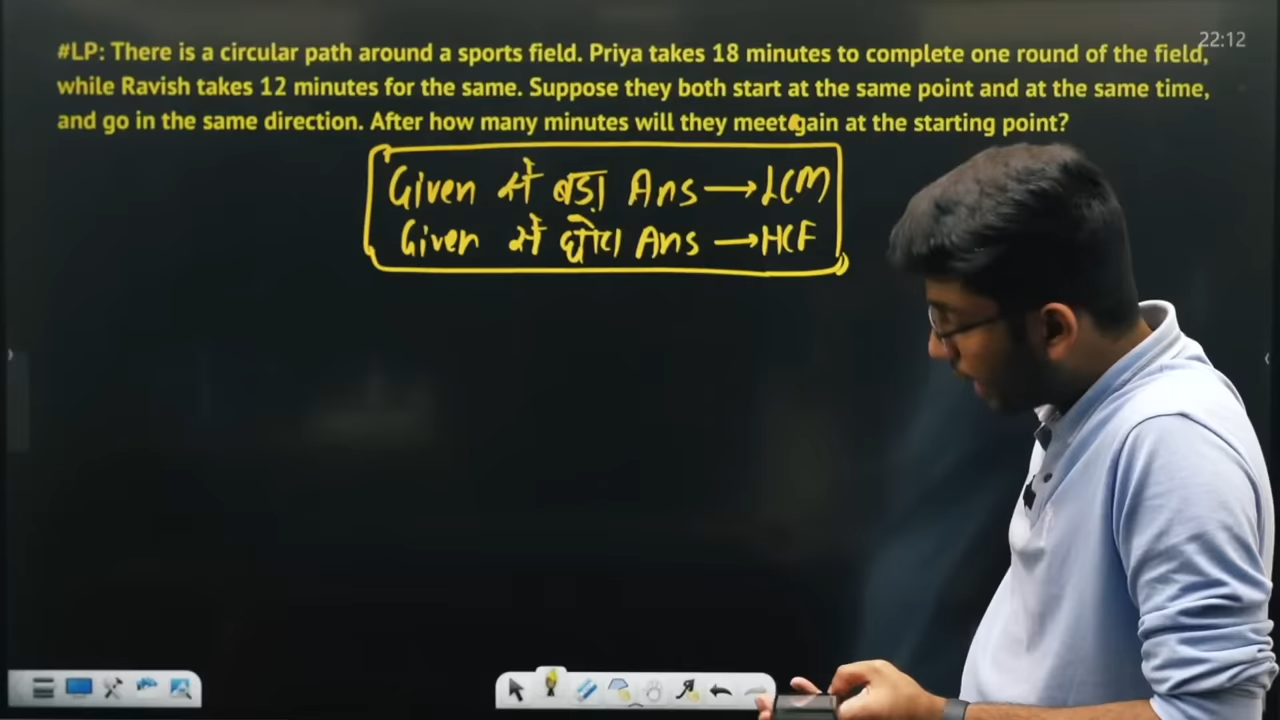 22:12
#LP: There is a circular path around a sports field. Priya takes 18 minutes to complete one round of the field,
while Ravish takes 12 minutes for the same. Suppose they both start at the same point and at the same time,
and go in the same direction. After how many minutes will they meet again at the starting point?
Given से बड़ा Ans → LCM
Given से छोटा Ans → HCF